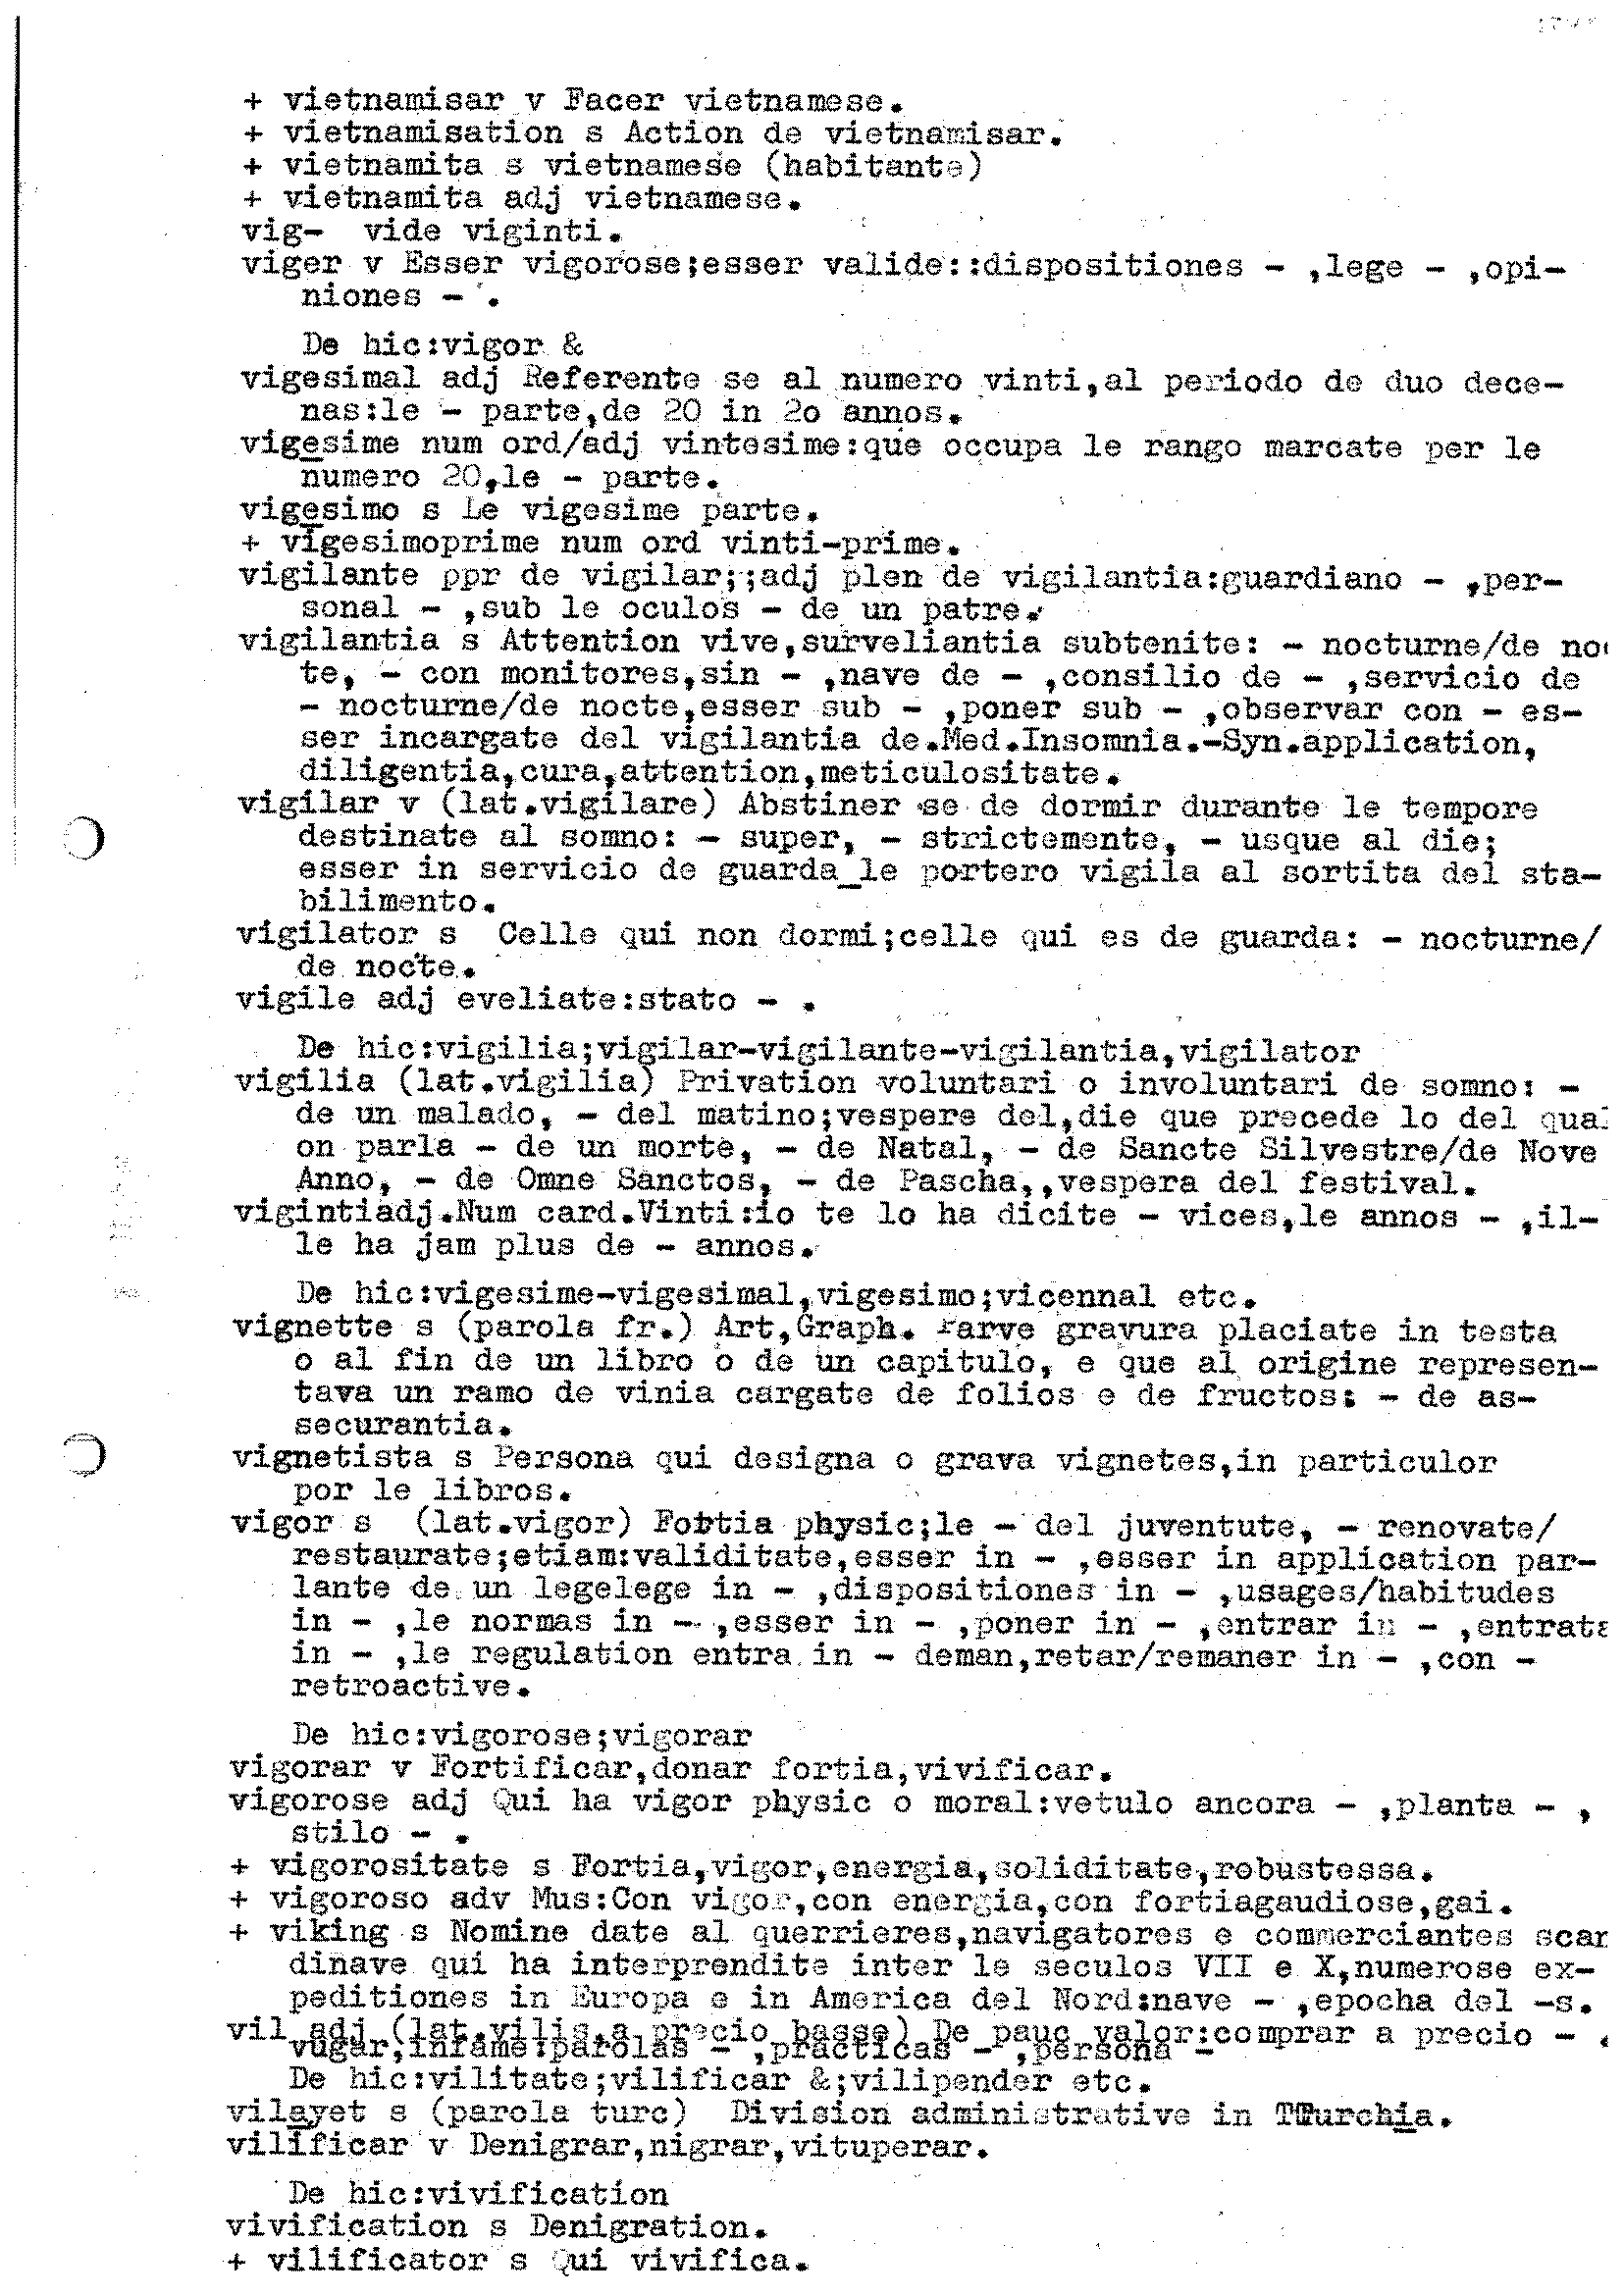 + vietnamisar v Facer vietnamese.
+ vietnamisation s Action de vietnamisar.
+ vietnamita s vietnamese (habitante)
+ vietnamita adj vietnamese.
vig- vide viginti.
viger v Esser vigorose;esser valide::dispositiones - ,lege - ,opi-
niones - .
De hic:vigor &
vigesimal adj Referente se al numero vinti,al periodo de duo dece-
nas:le - parte,de 20 in 2o annos.
vigesime num ord/adj vintesime:que occupa le rango marcate per le
numero 20,le - parte.
vigesimo s Le vigesime parte.
+ vigesimoprime num ord vinti-prime.
vigilante ppr de vigilar;;adj plen de vigilantia:guardiano - ,per-
sonal - ,sub le oculos - de un patre.
vigilantia s Attention vive,surveliantia subtenite: - nocturne/de noc
te, - con monitores,sin - ,nave de - ,consilio de - ,servicio de
- nocturne/de nocte,esser sub - ,poner sub - ,observar con - es-
ser incargate del vigilantia de.Med.Insomnia.-Syn.application,
diligentia,cura,attention,meticulositate.
vigilar v (lat.vigilare) Abstiner se de dormir durante le tempore
destinate al somno: - super, - strictemente, - usque al die;
esser in servicio de guarda_le portero vigila al sortita del sta-
bilimento.
vigilator s Celle qui non dormi;celle qui es de guarda: - nocturne/
de nocte.
vigile adj eveliate:stato - .
De hic:vigilia;vigilar-vigilante-vigilantia,vigilator
vigilia (lat.vigilia) Privation voluntari o involuntari de somno: -
de un malado, - del matino;vespere del,die que precede lo del qual
on parla - de un morte, - de Natal, - de Sancte Silvestre/de Nove
Anno, - de Omne Sanctos, - de Pascha,,vespera del festival.
vigintiadj.Num card.Vinti:io te lo ha dicite - vices,le annos - ,il-
le ha jam plus de - annos.
De hic:vigesime-vigesimal,vigesimo;vicennal etc.
vignette s (parola fr.) Art,Graph. Parve gravura placiate in testa
o al fin de un libro o de un capitulo, e que al origine represen-
tava un ramo de vinia cargate de folios e de fructos: - de as-
securantia.
vignetista s Persona qui designa o grava vignetes,in particulor
por le libros.
vigor s (lat.vigor) Fortia physic;le - del juventute, - renovate/
restaurate;etiam:validitate,esser in - ,esser in application par-
lante de un legelege in - ,dispositiones in - ,usages/habitudes
in - ,le normas in - ,esser in - ,poner in - ,entrar in - ,entrata
in - ,le regulation entra in - deman,retar/remaner in - ,con -
retroactive.
De hic:vigorose;vigorar
vigorar v Fortificar,donar fortia,vivificar.
vigorose adj Qui ha vigor physic o moral:vetulo ancora - ,planta - ,
stilo - .
+ vigorositate s Fortia,vigor,energia,soliditate,robustessa.
+ vigoroso adv Mus:Con vigor,con energia,con fortiagaudiose,gai.
+ viking s Nomine date al querrieres,navigatores e commerciantes scan
dinave qui ha interprendite inter le seculos VII e X,numerose ex-
peditiones in Europa e in America del Nord:nave - ,epocha del -s.
vil adj (lat.vilis,a precio basse) De pauc valor:comprar a precio - .
vugar,infame:parolas - ,practicas - ,persona -
De hic:vilitate;vilificar &;vilipender etc.
vilayet s (parola turc) Division administrative in TTurchia.
vilificar v Denigrar,nigrar,vituperar.
De hic:vivification
vivification s Denigration.
+ vilificator s Qui vivifica.